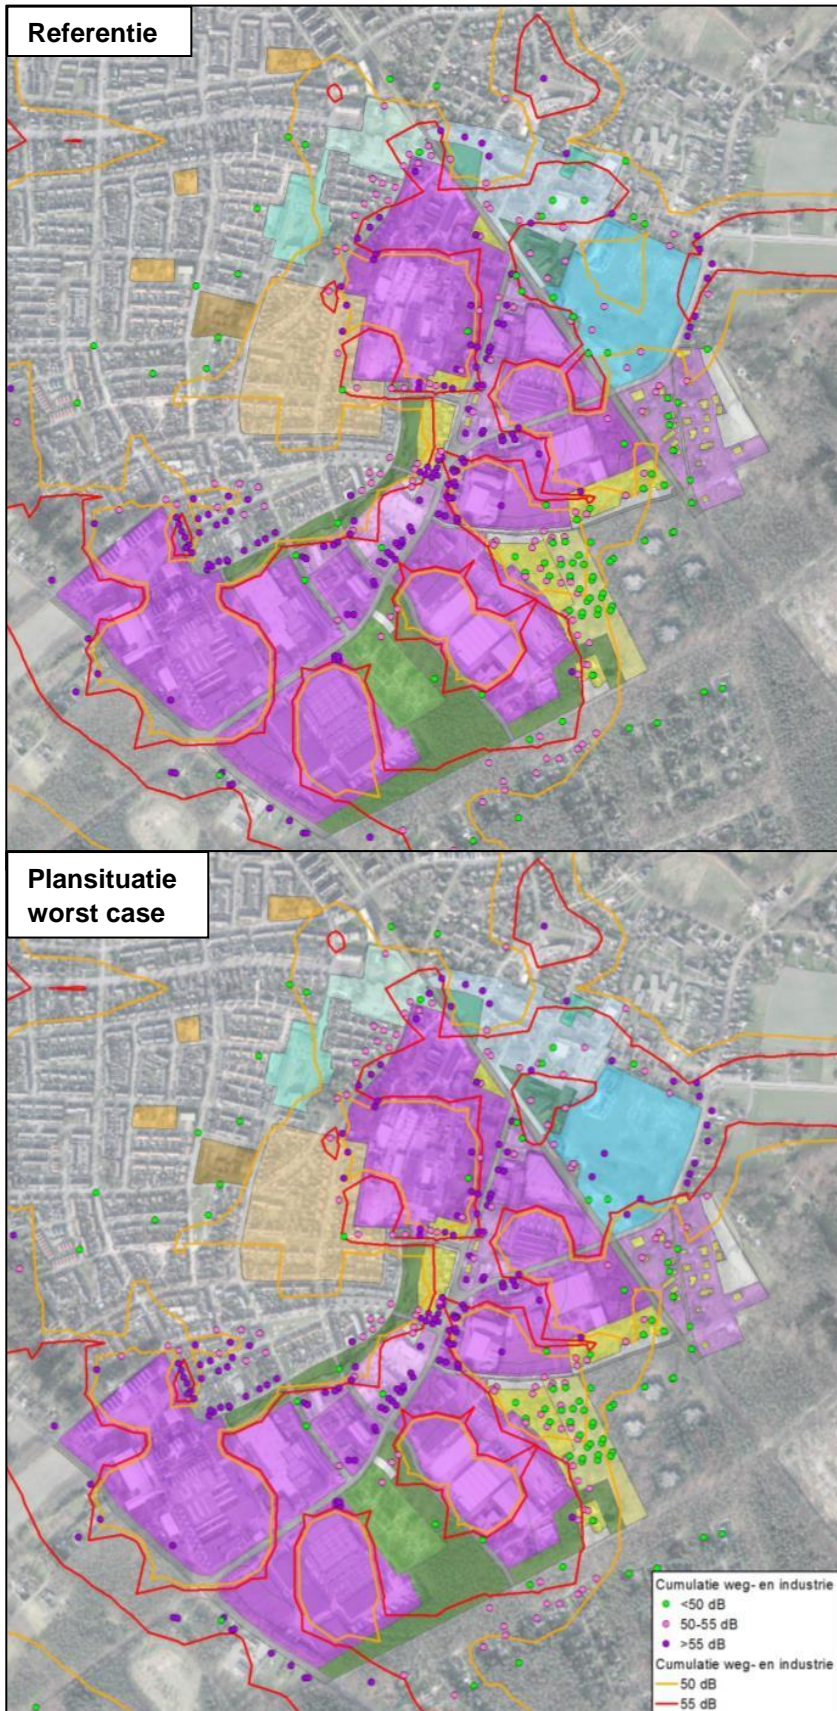 Referentie
Plansituatie
worst case
Cumulatie weg- en industrie
<50 dB
50-55 dB
>55 dB
Cumulatie weg- en industrie
50 dB
55 dB